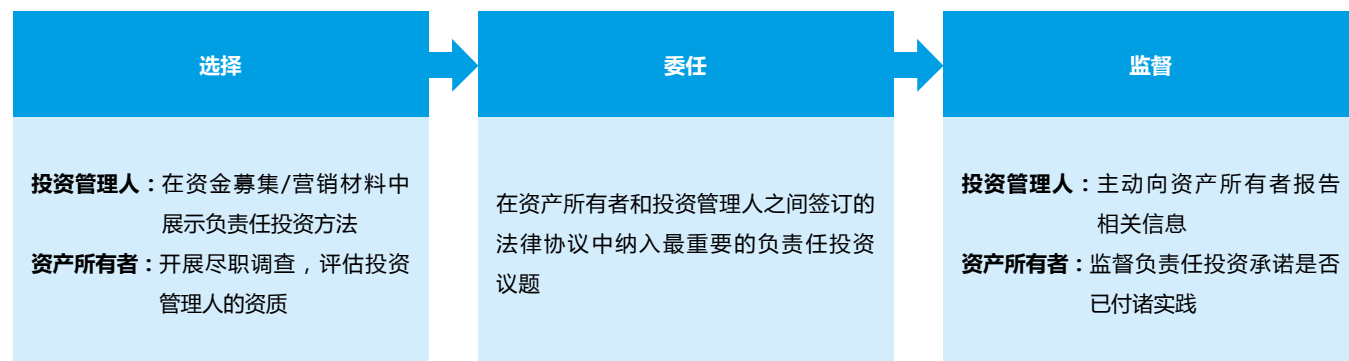 选择
投资管理人：在资金募集/营销材料中
展示负责任投资方法
资产所有者：开展尽职调查，评估投资
管理人的资质
委任
在资产所有者和投资管理人之间签订的
法律协议中纳入最重要的负责任投资
议题
监督
投资管理人：主动向资产所有者报告
相关信息
资产所有者：监督负责任投资承诺是否
已付诸实践